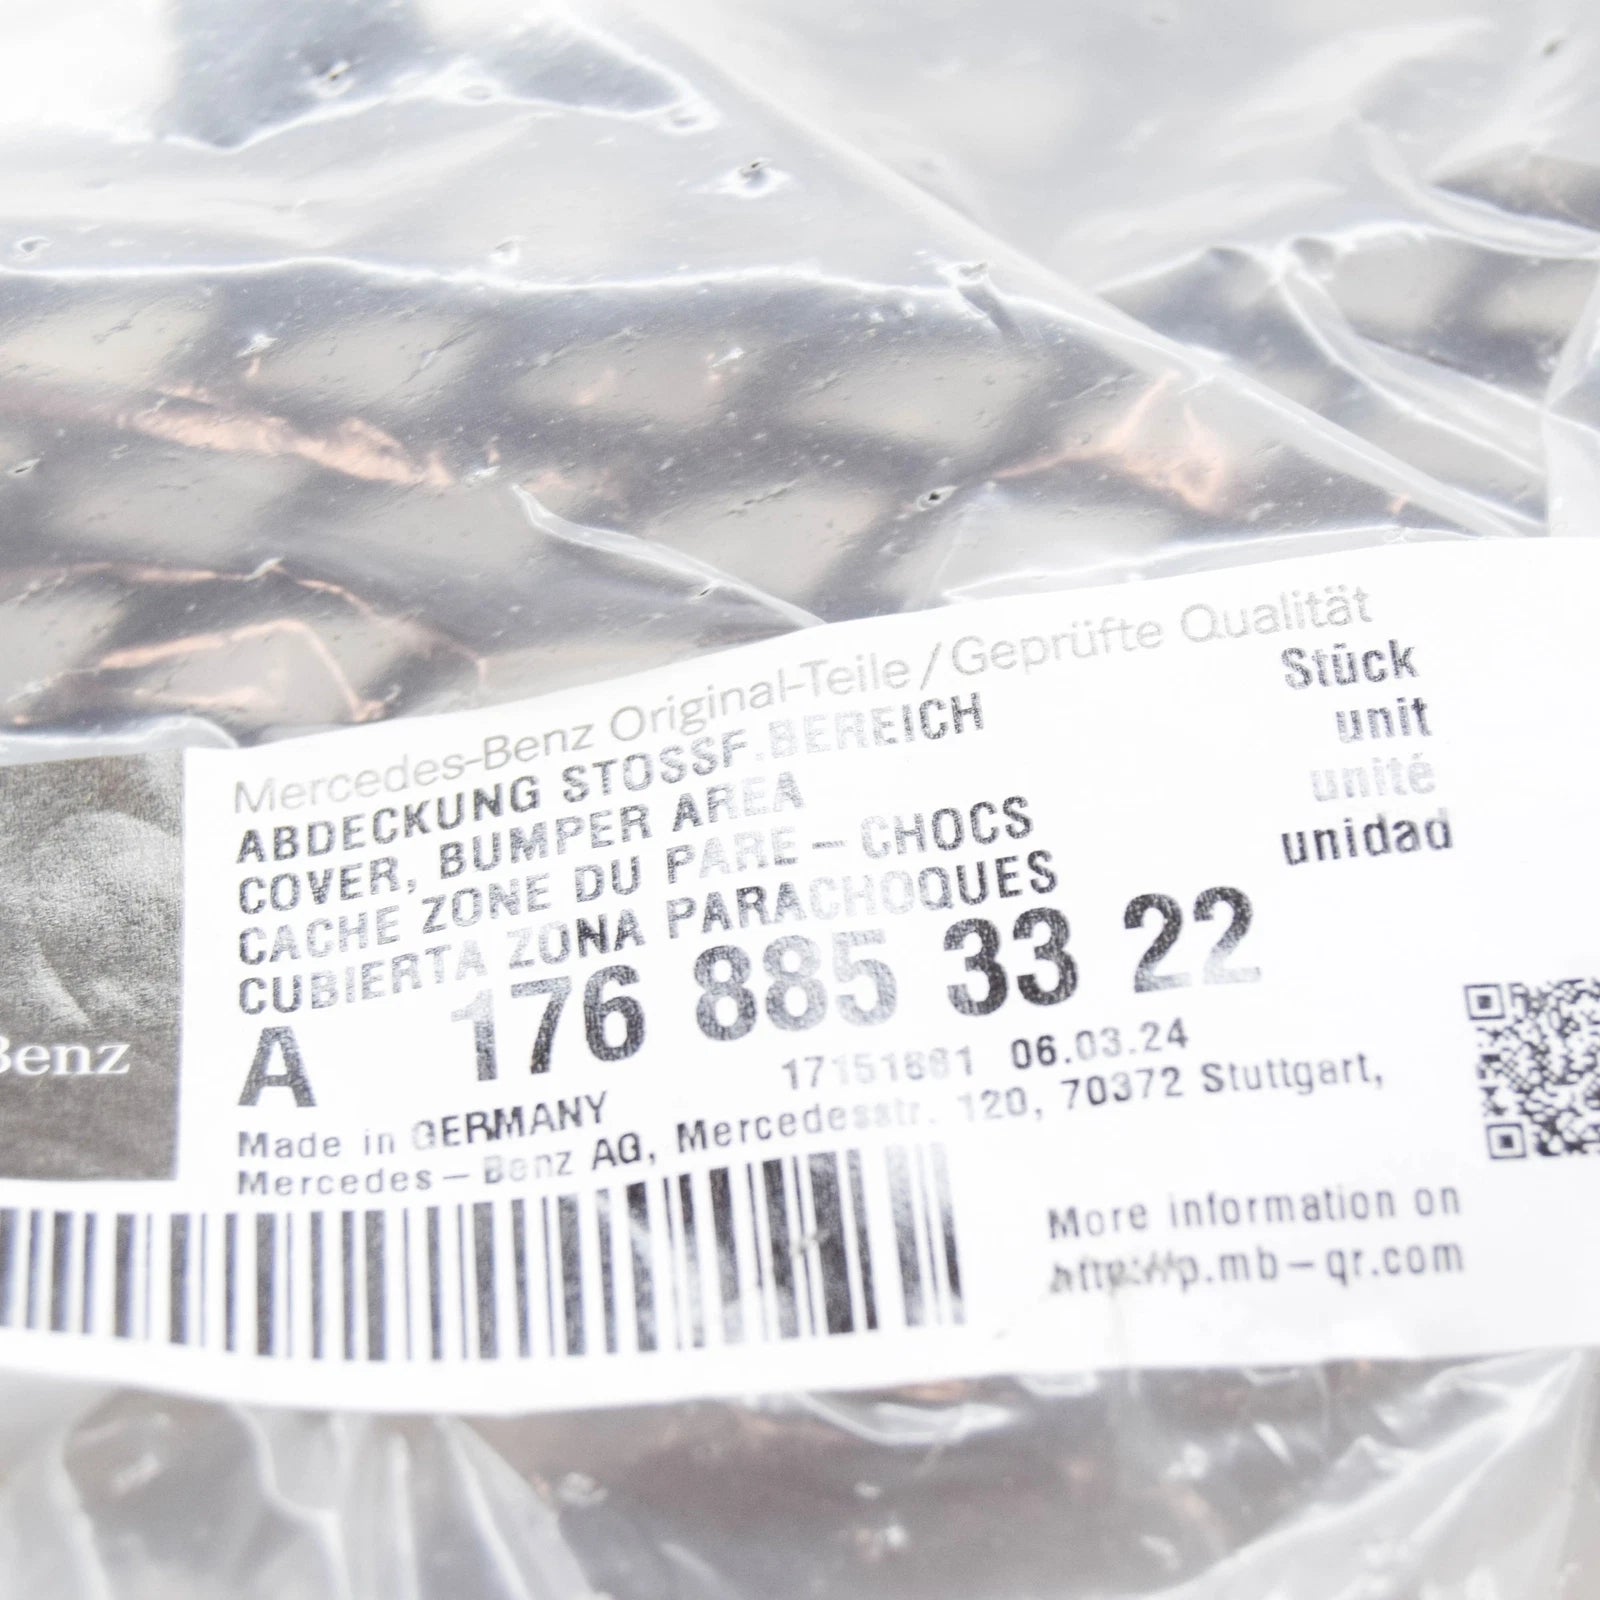 Mercedes-Benz Original-Teile / Geprüfte Qualität
ABDECKUNG STOSSF.BEREICH
COVER, BUMPER AREA
CACHE ZONE DU PARE-CHOCS
CUBIERTA ZONA PARACHOQUES
Stück
unit
unité
unidad
A 176 885 33 22
17151861 06.03.24
Made in GERMANY
Mercedes-Benz AG, Mercedesstr. 120, 70372 Stuttgart,
Benz
More information on
http://p.mb-qr.com